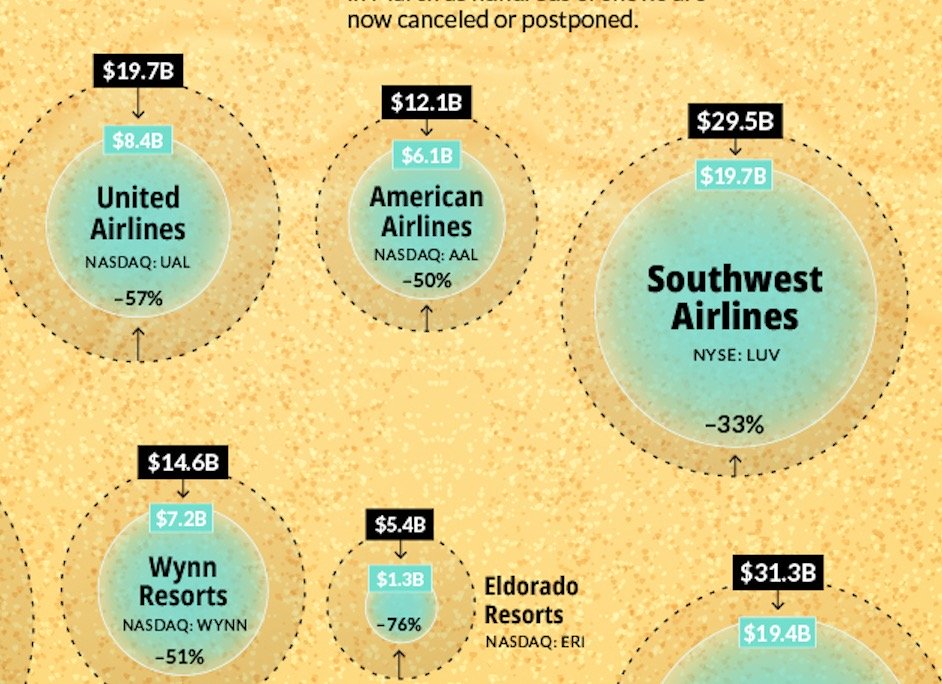 now canceled or postponed.
$19.7B
$8.4B
United
Airlines
NASDAQ: UAL
–57%
$12.1B
$6.1B
American
Airlines
NASDAQ: AAL
–50%
$29.5B
$19.7B
Southwest
Airlines
NYSE: LUV
–33%
$14.6B
$7.2B
Wynn
Resorts
NASDAQ: WYNN
–51%
$5.4B
$1.3B
–76%
Eldorado
Resorts
NASDAQ: ERI
$31.3B
$19.4B